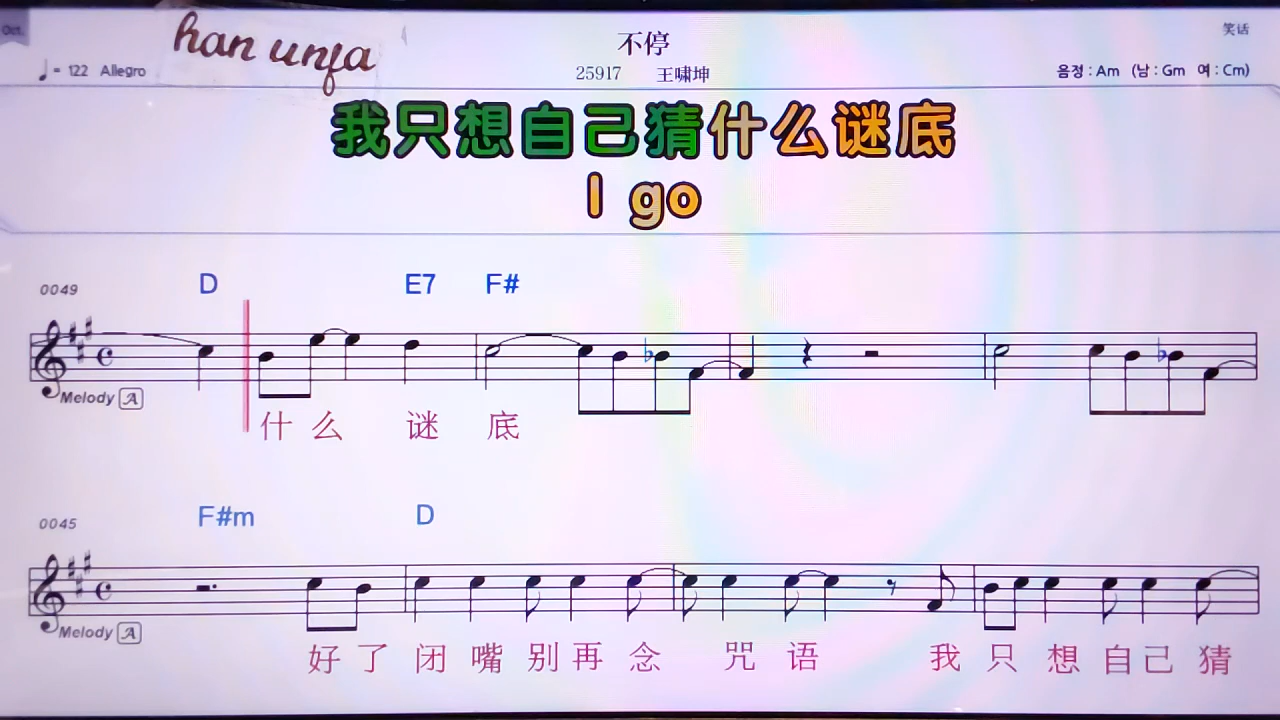 Oct.
han unfa
不停
笑话
♩= 122 Allegro
25917 王啸坤
음정 : Am (남 : Gm 여 : Cm)
我只想自己猜什么谜底
I go
0049
D E7 F#
Melody A
什么 谜 底
0045
F#m D
Melody A
好了闭嘴别再念 咒语 我只想自己猜